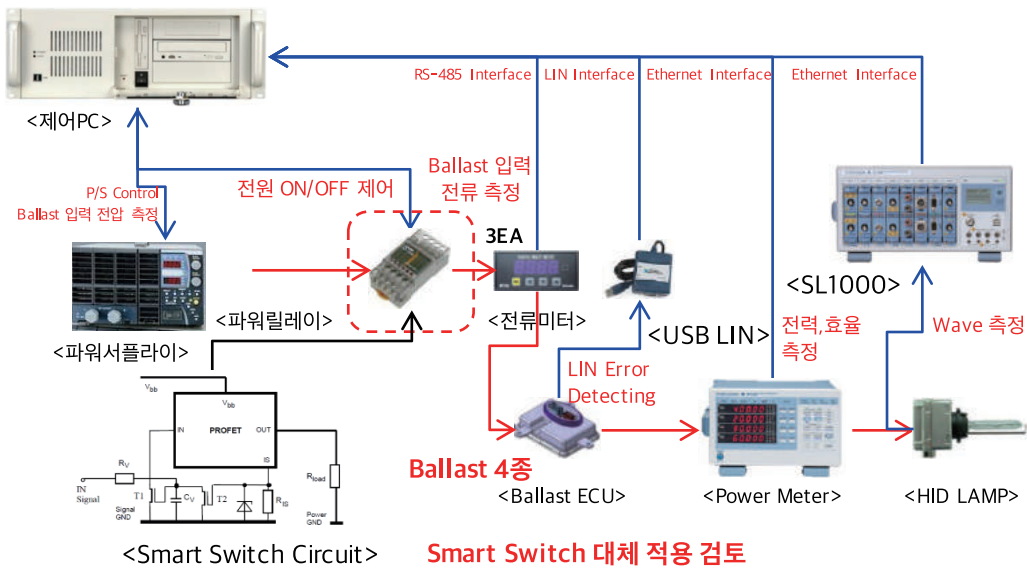 RS-485 Interface
LIN Interface
Ethernet Interface
Ethernet Interface
<제어PC>
P/S Control
Ballast 입력 전압 측정
전원 ON/OFF 제어
Ballast 입력
전류 측정
3EA
<파워서플라이>
<파워릴레이>
<전류미터>
<USB LIN>
<SL1000>
전력,효율
측정
Wave 측정
LIN Error
Detecting
Vbb
Vbb
IN
PROFET
OUT
IS
RV
IN
Signal
T1
CV
T2
RIS
Rload
Signal
GND
Power
GND
Ballast 4종
<Ballast ECU>
<Power Meter>
<HID LAMP>
<Smart Switch Circuit>
Smart Switch 대체 적용 검토